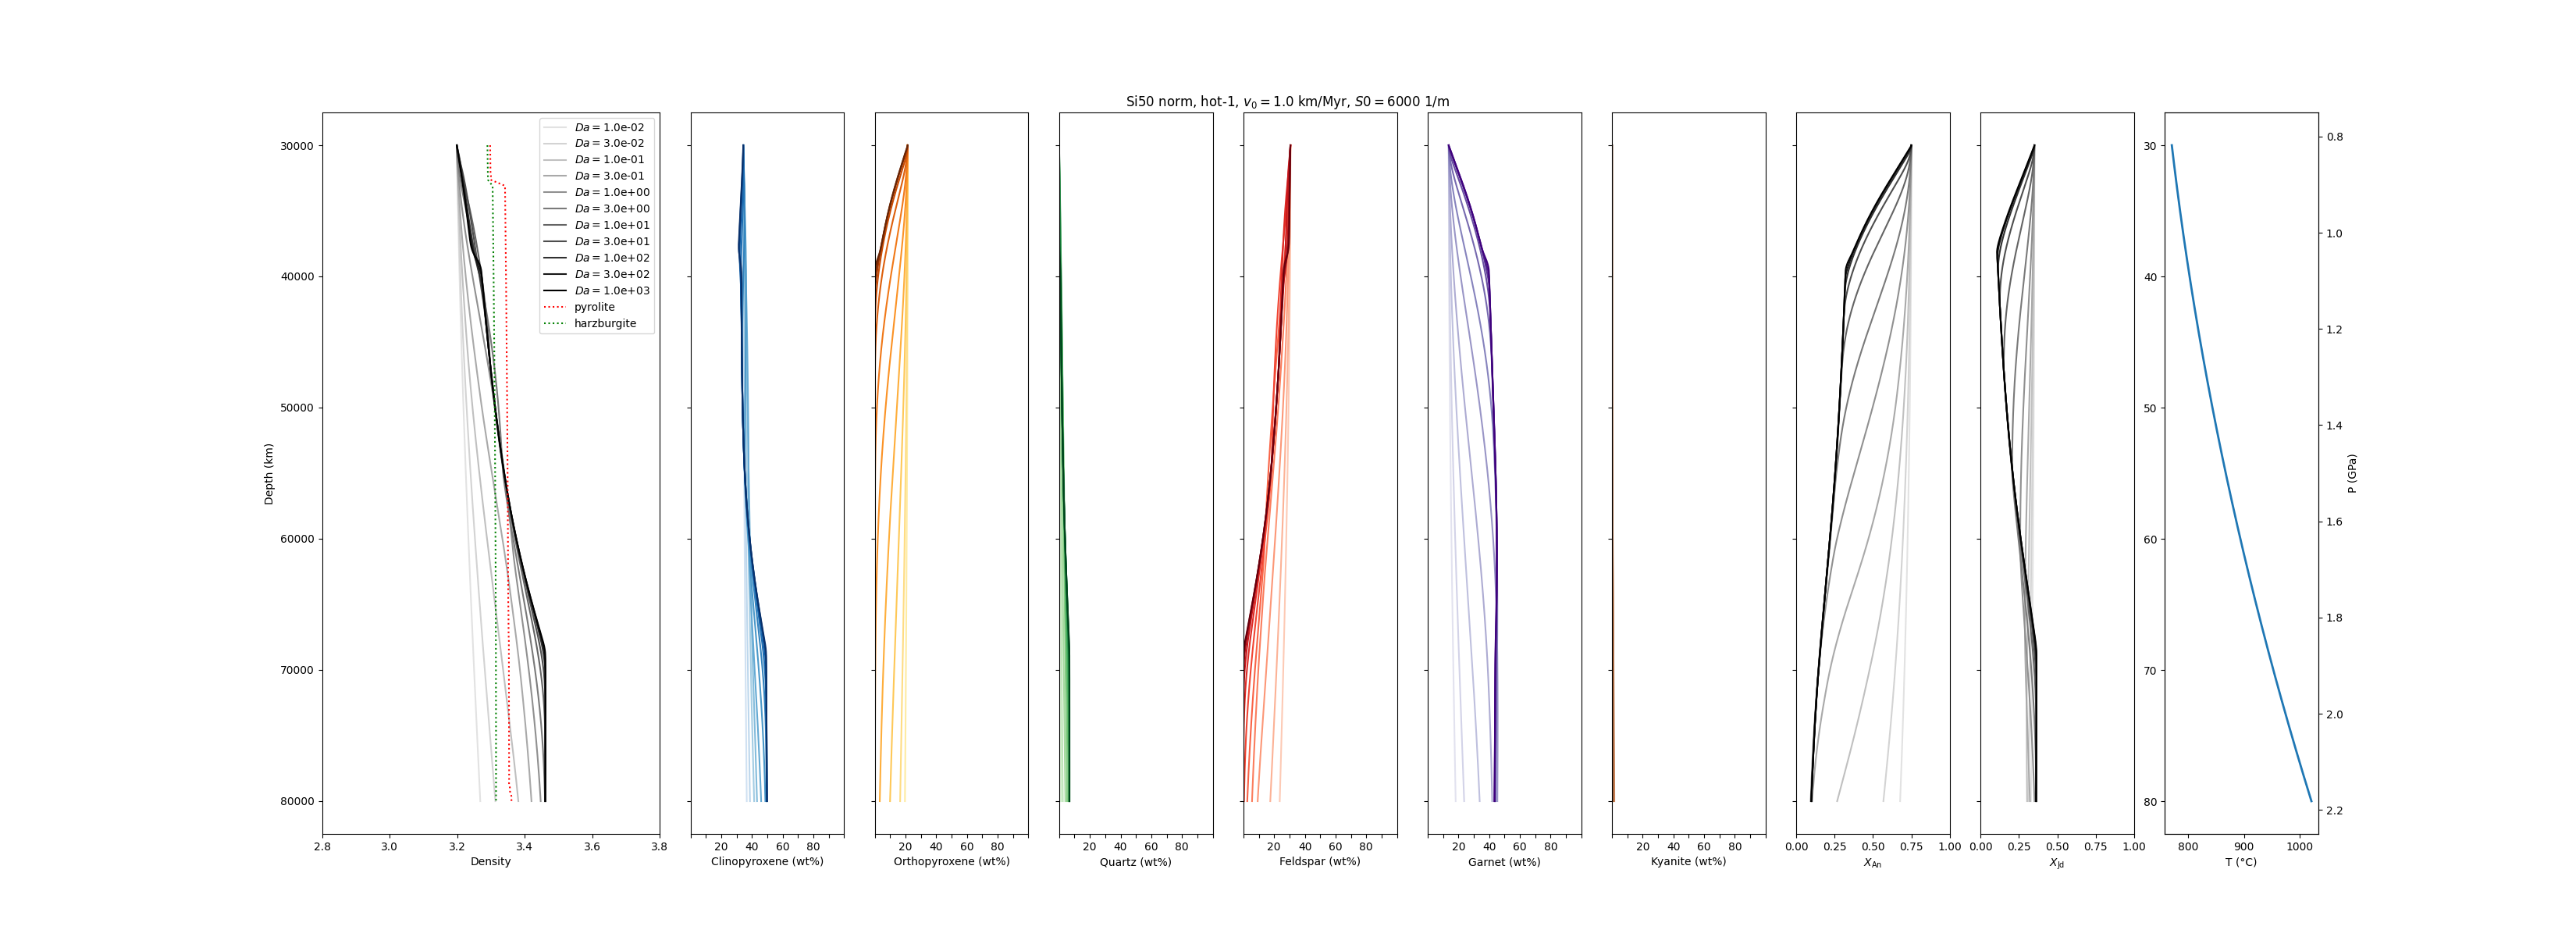 Si50 norm, hot-1, v₀ = 1.0 km/Myr, S0 = 6000 1/m
Da = 1.0e-02
Da = 3.0e-02
Da = 1.0e-01
Da = 3.0e-01
Da = 1.0e+00
Da = 3.0e+00
Da = 1.0e+01
Da = 3.0e+01
Da = 1.0e+02
Da = 3.0e+02
Da = 1.0e+03
pyrolite
harzburgite
Depth (km)
30000
40000
50000
60000
70000
80000
2.8 3.0 3.2 3.4 3.6 3.8
Density
20 40 60 80
Clinopyroxene (wt%)
20 40 60 80
Orthopyroxene (wt%)
20 40 60 80
Quartz (wt%)
20 40 60 80
Feldspar (wt%)
20 40 60 80
Garnet (wt%)
20 40 60 80
Kyanite (wt%)
0.00 0.25 0.50 0.75 1.00
X_An
0.00 0.25 0.50 0.75 1.00
X_Jd
30
40
50
60
70
80
800 900 1000
T (°C)
0.8
1.0
1.2
1.4
1.6
1.8
2.0
2.2
P (GPa)